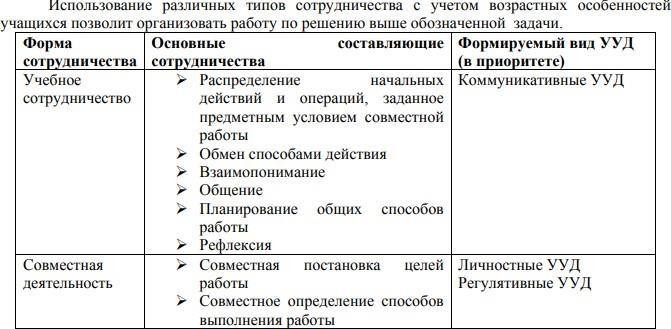 Использование различных типов сотрудничества с учетом возрастных особенностей
учащихся позволит организовать работу по решению выше обозначенной задачи.
Форма
сотрудничества
Основные составляющие
сотрудничества
Формируемый вид УУД
(в приоритете)
Учебное
сотрудничество
Распределение начальных
действий и операций, заданное
предметным условием совместной
работы
Обмен способами действия
Взаимопонимание
Общение
Планирование общих способов
работы
Рефлексия
Коммуникативные УУД
Совместная
деятельность
Совместная постановка целей
работы
Совместное определение способов
выполнения работы
Личностные УУД
Регулятивные УУД